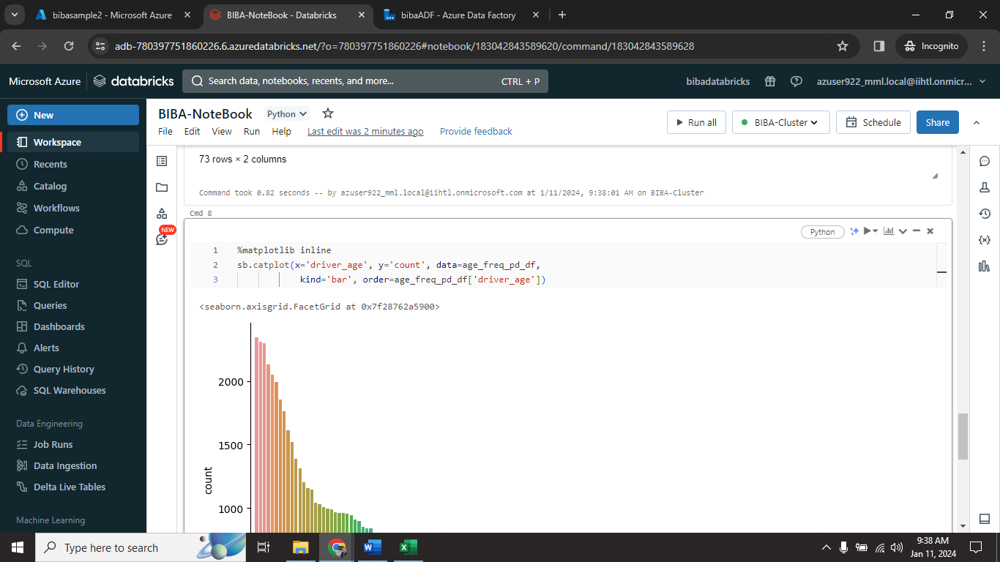 bibasample2 - Microsoft Azure
BIBA-NoteBook - Databricks
bibaADF - Azure Data Factory
adb-780397751860226.6.azuredatabricks.net/?o=780397751860226#notebook/183042843589620/command/183042843589628
Incognito
Microsoft Azure
databricks
Search data, notebooks, recents, and more...
CTRL + P
bibadatabricks
azuser922_mml.local@iihtl.onmicr...
New
Workspace
Recents
Catalog
Workflows
Compute
SQL
SQL Editor
Queries
Dashboards
Alerts
Query History
SQL Warehouses
Data Engineering
Job Runs
Data Ingestion
Delta Live Tables
Machine Learning
BIBA-NoteBook
Python
File Edit View Run Help Last edit was 2 minutes ago Provide feedback
Run all
BIBA-Cluster
Schedule
Share
NEW
73 rows × 2 columns
Command took 0.82 seconds -- by azuser922_mml.local@iihtl.onmicrosoft.com at 1/11/2024, 9:38:01 AM on BIBA-Cluster
Cmd 8
Python
1 %matplotlib inline
2 sb.catplot(x='driver_age', y='count', data=age_freq_pd_df,
3 kind='bar', order=age_freq_pd_df['driver_age'])
<seaborn.axisgrid.FacetGrid at 0x7f28762a5900>
2000
1500
1000
count
Type here to search
9:38 AM
Jan 11, 2024